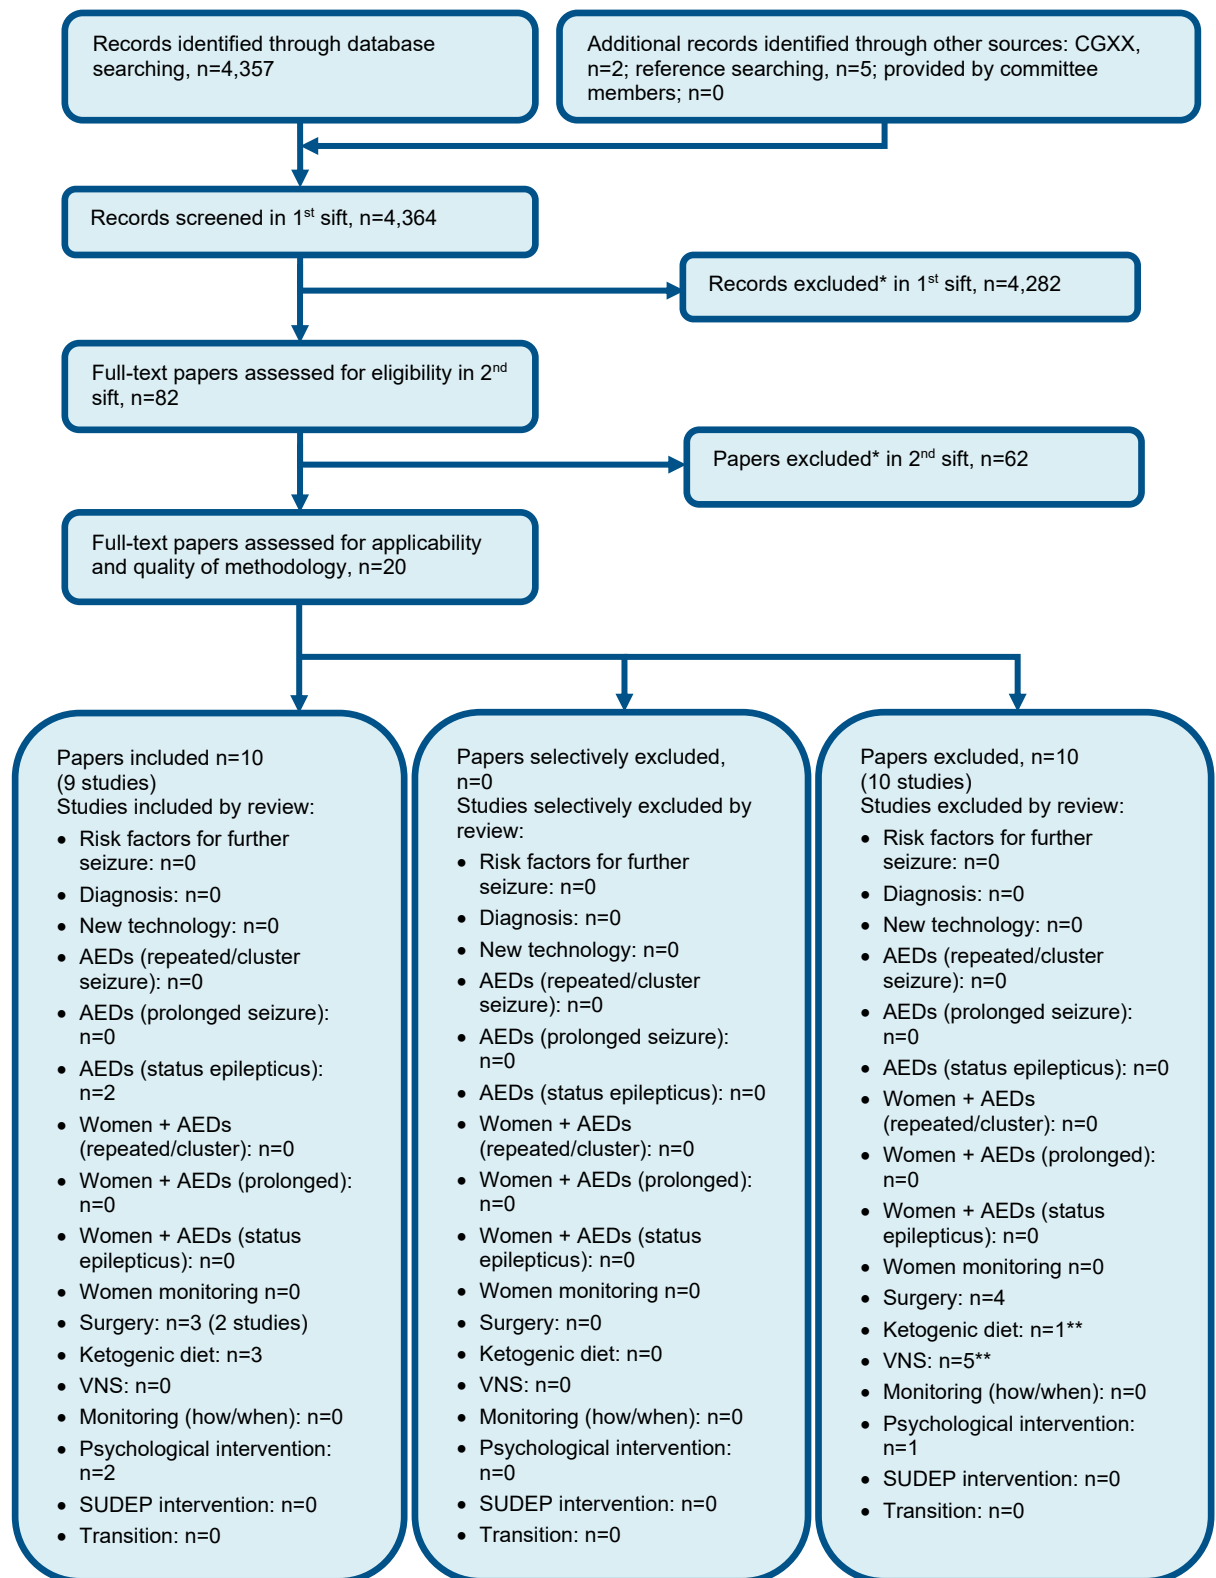 Records identified through database
searching, n=4,357
Additional records identified through other sources: CGXX,
n=2; reference searching, n=5; provided by committee
members; n=0
Records screened in 1st sift, n=4,364
Records excluded* in 1st sift, n=4,282
Full-text papers assessed for eligibility in 2nd
sift, n=82
Papers excluded* in 2nd sift, n=62
Full-text papers assessed for applicability
and quality of methodology, n=20
Papers included n=10
(9 studies)
Studies included by review:
• Risk factors for further
seizure: n=0
• Diagnosis: n=0
• New technology: n=0
• AEDs (repeated/cluster
seizure): n=0
• AEDs (prolonged seizure):
n=0
• AEDs (status epilepticus):
n=2
• Women + AEDs
(repeated/cluster): n=0
• Women + AEDs (prolonged):
n=0
• Women + AEDs (status
epilepticus): n=0
• Women monitoring n=0
• Surgery: n=3 (2 studies)
• Ketogenic diet: n=3
• VNS: n=0
• Monitoring (how/when): n=0
• Psychological intervention:
n=2
• SUDEP intervention: n=0
• Transition: n=0
Papers selectively excluded,
n=0
Studies selectively excluded by
review:
• Risk factors for further
seizure: n=0
• Diagnosis: n=0
• New technology: n=0
• AEDs (repeated/cluster
seizure): n=0
• AEDs (prolonged seizure):
n=0
• AEDs (status epilepticus): n=0
• Women + AEDs
(repeated/cluster): n=0
• Women + AEDs (prolonged):
n=0
• Women + AEDs (status
epilepticus): n=0
• Women monitoring n=0
• Surgery: n=0
• Ketogenic diet: n=0
• VNS: n=0
• Monitoring (how/when): n=0
• Psychological intervention:
n=0
• SUDEP intervention: n=0
• Transition: n=0
Papers excluded, n=10
(10 studies)
Studies excluded by review:
• Risk factors for further
seizure: n=0
• Diagnosis: n=0
• New technology: n=0
• AEDs (repeated/cluster
seizure): n=0
• AEDs (prolonged seizure):
n=0
• AEDs (status epilepticus): n=0
• Women + AEDs
(repeated/cluster): n=0
• Women + AEDs (prolonged):
n=0
• Women + AEDs (status
epilepticus): n=0
• Women monitoring n=0
• Surgery: n=4
• Ketogenic diet: n=1**
• VNS: n=5**
• Monitoring (how/when): n=0
• Psychological intervention:
n=1
• SUDEP intervention: n=0
• Transition: n=0